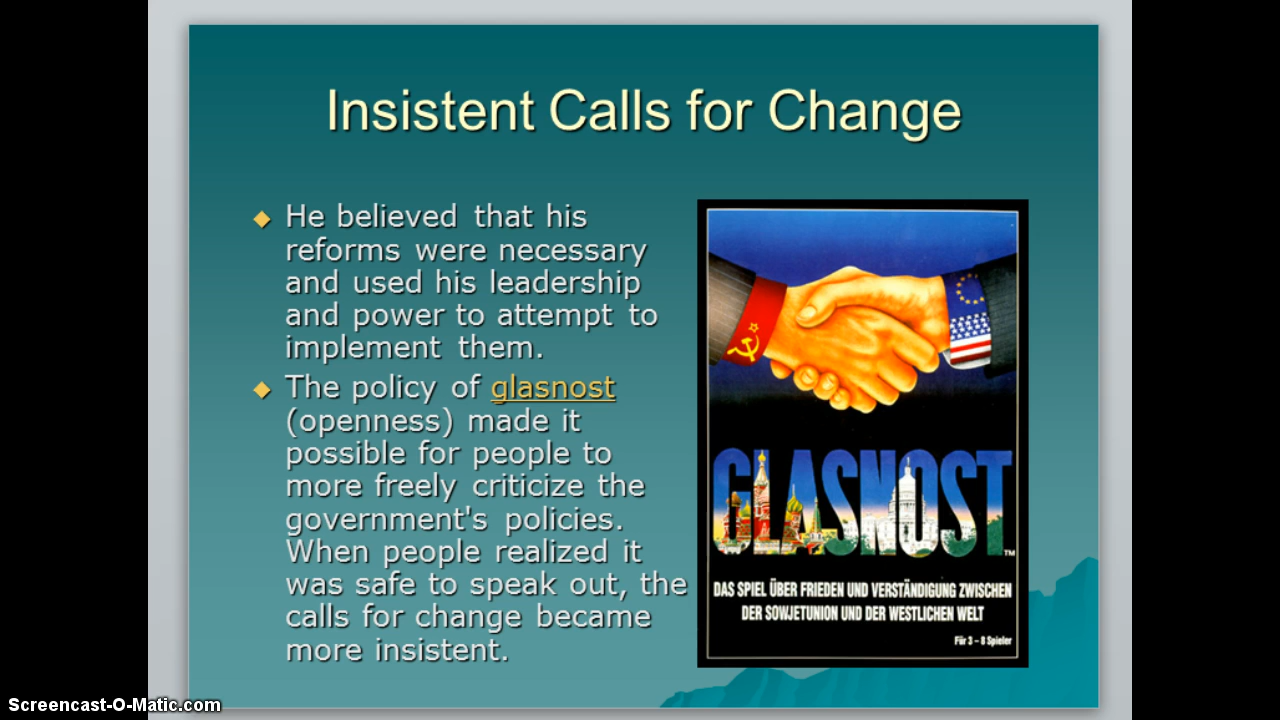 Insistent Calls for Change
He believed that his
reforms were necessary
and used his leadership
and power to attempt to
implement them.
The policy of glasnost
(openness) made it
possible for people to
more freely criticize the
government's policies.
When people realized it
was safe to speak out, the
calls for change became
more insistent.
GLASNOST™
DAS SPIEL ÜBER FRIEDEN UND VERSTÄNDIGUNG ZWISCHEN
DER SOWJETUNION UND DER WESTLICHEN WELT
Für 3 – 8 Spieler
Screencast-O-Matic.com